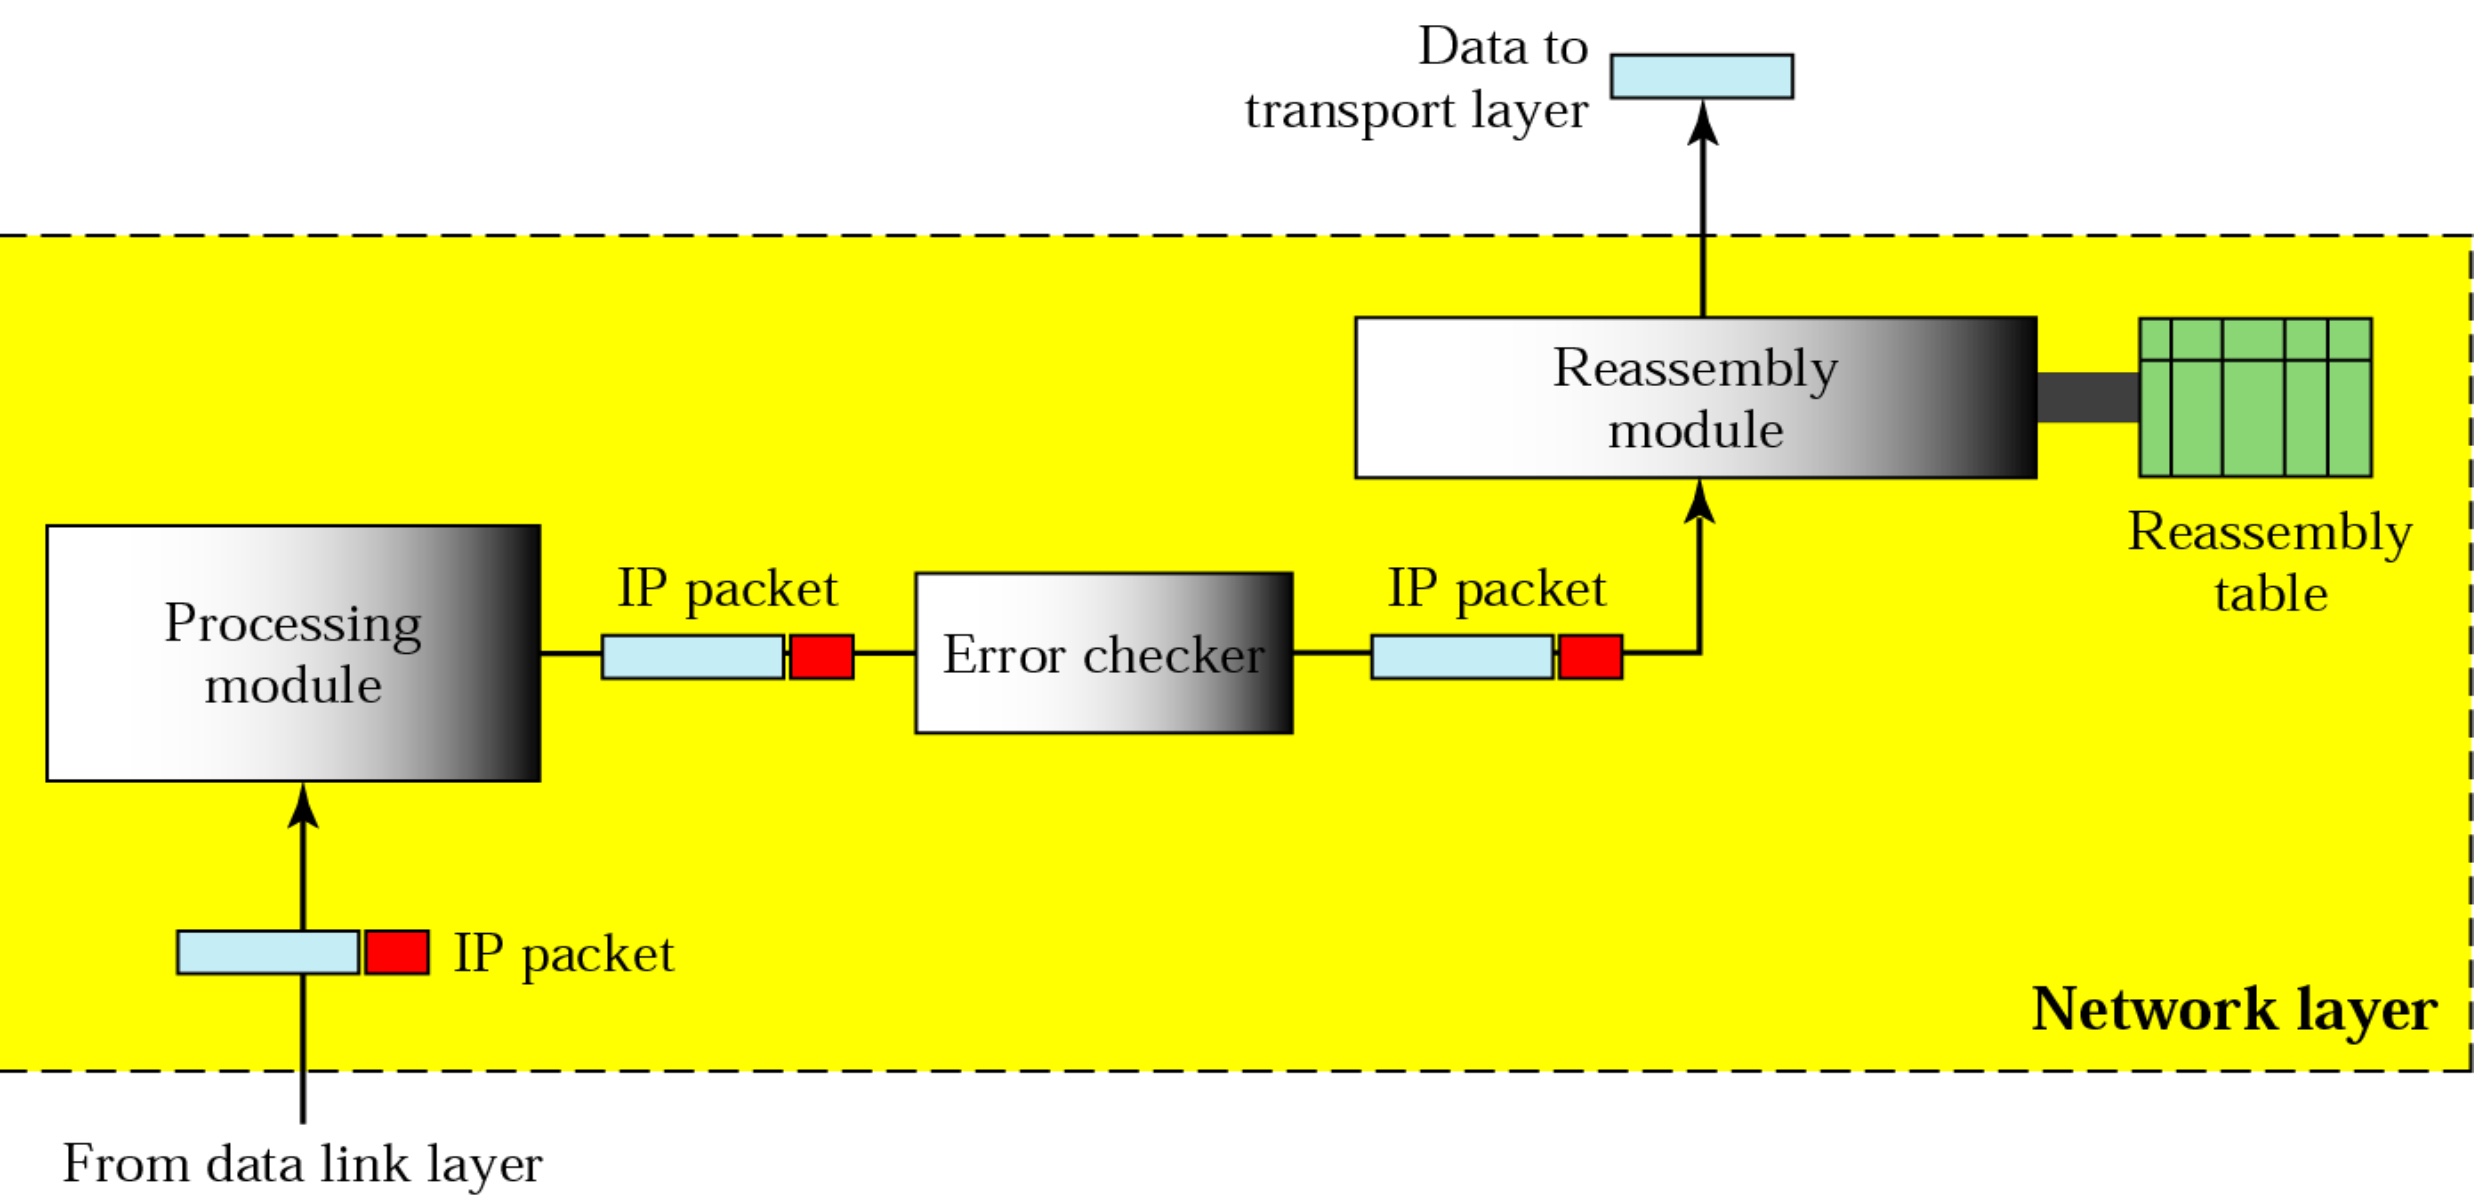 Data to
transport layer
Reassembly
module
Reassembly
table
Processing
module
IP packet
Error checker
IP packet
IP packet
Network layer
From data link layer